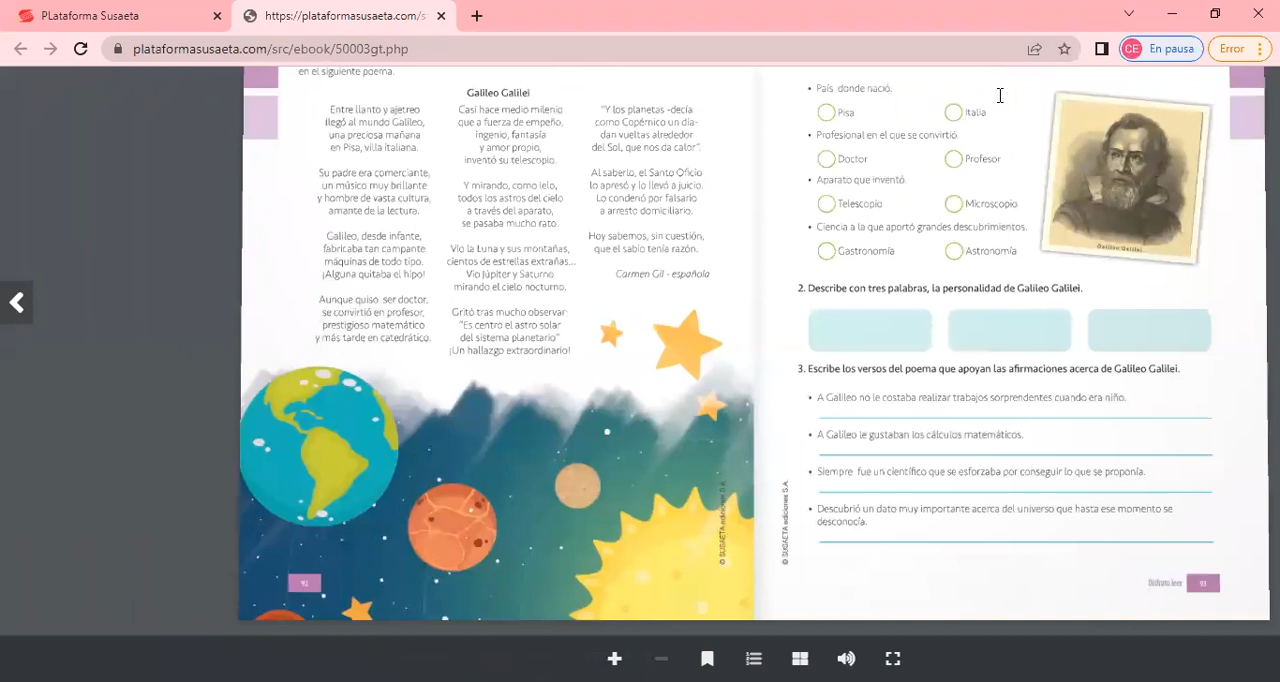 PLataforma Susaeta
https://plataformasusaeta.com/s
plataformasusaeta.com/src/ebook/50003gt.php
CE
En pausa
Error
en el siguiente poema.
Galileo Galilei
Entre llanto y ajetreo
llegó al mundo Galileo,
una preciosa mañana
en Pisa, villa italiana.
Su padre era comerciante,
un músico muy brillante
y hombre de vasta cultura,
amante de la lectura.
Galileo, desde infante,
fabricaba tan campante
máquinas de todo tipo.
¡Alguna quitaba el hipo!
Aunque quiso ser doctor,
se convirtió en profesor,
prestigioso matemático
y más tarde en catedrático.
Casi hace medio milenio
que a fuerza de empeño,
ingenio, fantasía
y amor propio,
inventó su telescopio.
Y mirando, como lelo,
todos los astros del cielo
a través del aparato,
se pasaba mucho rato.
Vio la Luna y sus montañas,
cientos de estrellas extrañas...
Vio Júpiter y Saturno
mirando el cielo nocturno.
Gritó tras mucho observar:
"Es centro el astro solar
del sistema planetario"
¡Un hallazgo extraordinario!
"Y los planetas -decía
como Copérnico un día-
dan vueltas alrededor
del Sol, que nos da calor".
Al saberlo, el Santo Oficio
lo apresó y lo llevó a juicio.
Lo condenó por falsario
a arresto domiciliario.
Hoy sabemos, sin cuestión,
que el sabio tenía razón.
Carmen Gil - española
© SUSAETA ediciones S.A.
92
• País donde nació.
Pisa
Italia
• Profesional en el que se convirtió.
Doctor
Profesor
• Aparato que inventó.
Telescopio
Microscopio
• Ciencia a la que aportó grandes descubrimientos.
Gastronomía
Astronomía
Galileo Galilei
2. Describe con tres palabras, la personalidad de Galileo Galilei.
3. Escribe los versos del poema que apoyan las afirmaciones acerca de Galileo Galilei.
• A Galileo no le costaba realizar trabajos sorprendentes cuando era niño.
• A Galileo le gustaban los cálculos matemáticos.
• Siempre fue un científico que se esforzaba por conseguir lo que se proponía.
• Descubrió un dato muy importante acerca del universo que hasta ese momento se
desconocía.
© SUSAETA ediciones S.A.
Disfruto leer
93